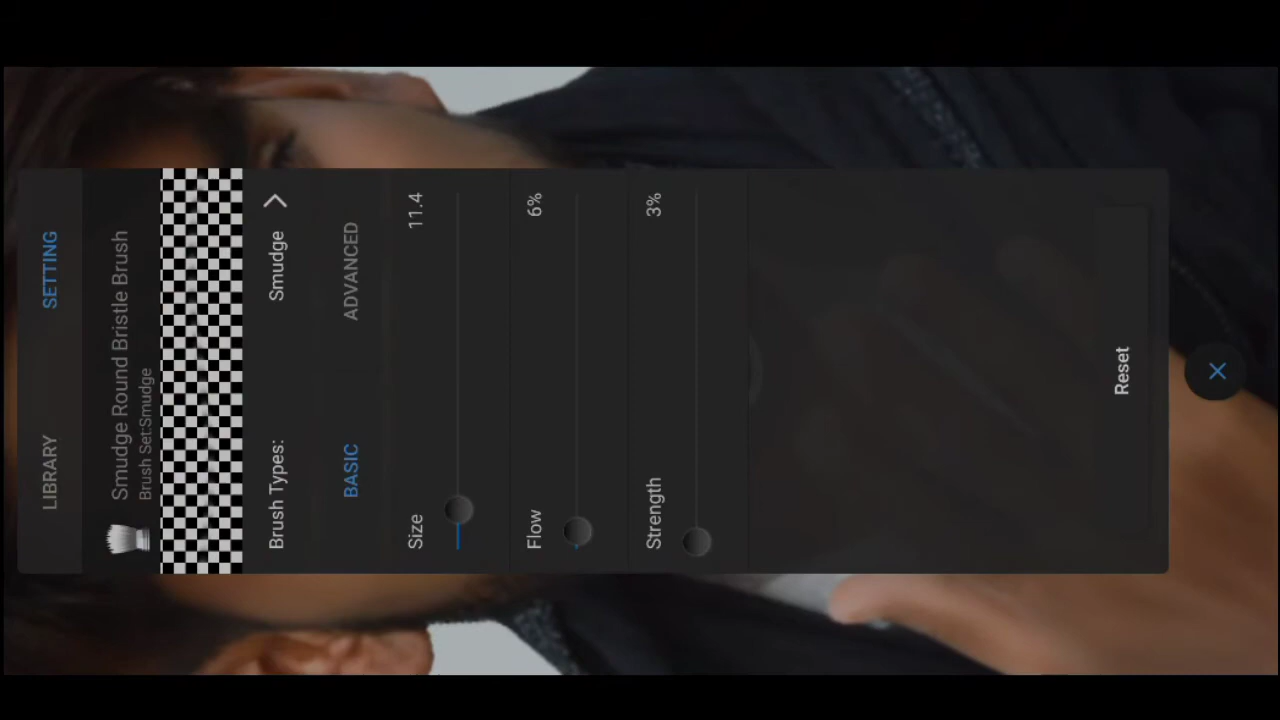 LIBRARY SETTING
Smudge Round Bristle Brush
Brush Set:Smudge
Brush Types: Smudge
BASIC ADVANCED
Size 11.4
Flow 6%
Strength 3%
Reset